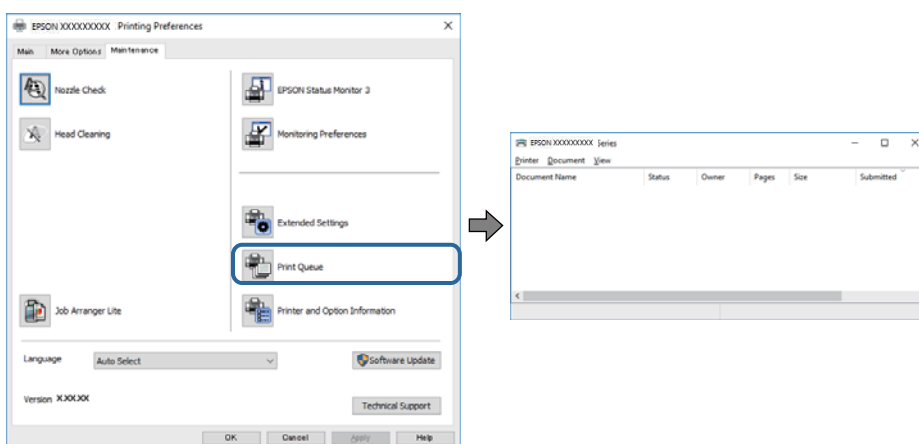 EPSON XXXXXXXXX Printing Preferences
Main More Options Maintenance
Nozzle Check
Head Cleaning
Job Arranger Lite
EPSON Status Monitor 3
Monitoring Preferences
Extended Settings
Print Queue
Printer and Option Information
Language Auto Select Software Update
Version X.XX.XX
Technical Support
OK Cancel Apply Help
EPSON XXXXXXXXX Series
Printer Document View
Document Name Status Owner Pages Size Submitted